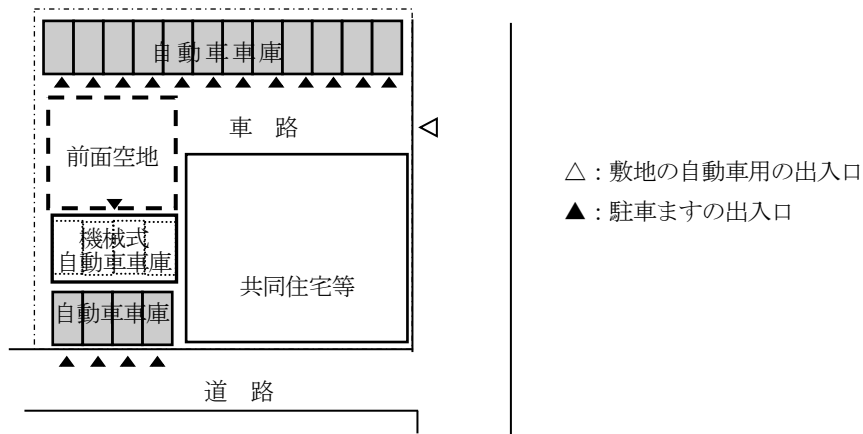 自動車車庫
車 路
前面空地
△：敷地の自動車用の出入口
▲：駐車ますの出入口
機械式
自動車車庫
共同住宅等
自動車車庫
道 路